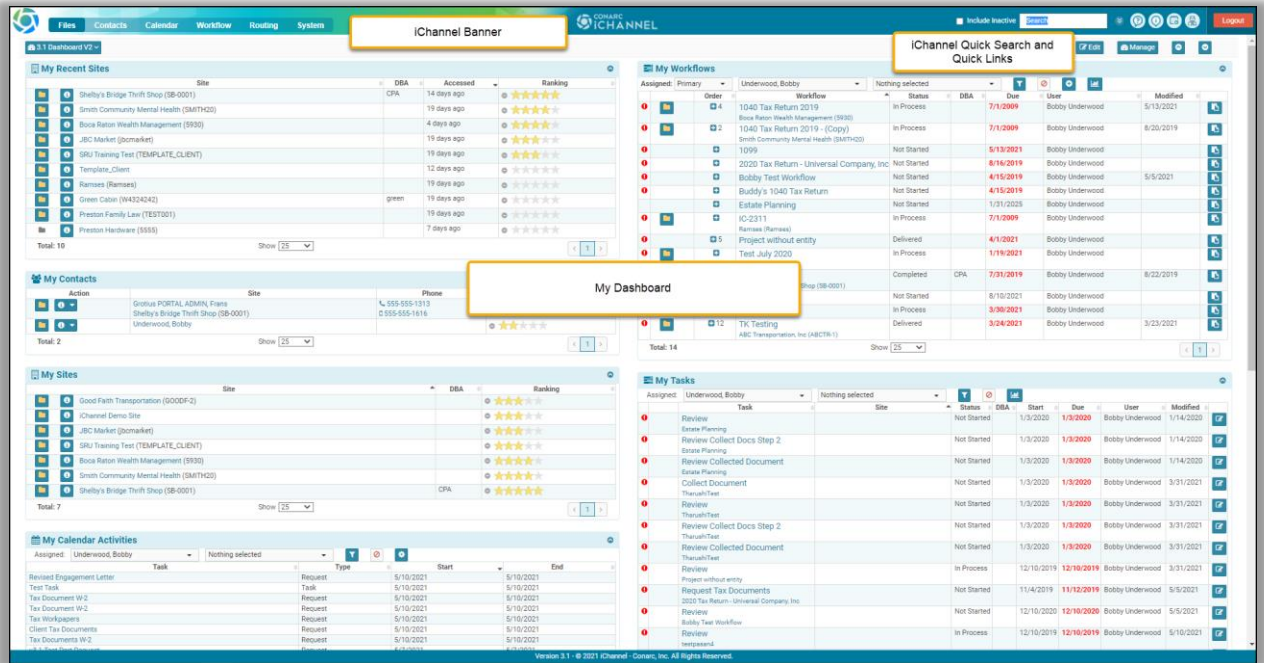 Files Contacts Calendar Workflow Routing System
iChannel Banner
CONARC
iCHANNEL
Include Inactive Search Logout
3.1 Dashboard V2
iChannel Quick Search and
Quick Links
Edit Manage
My Recent Sites
Site DBA Accessed Ranking
Shelby's Bridge Thrift Shop (SB-0001) CPA 14 days ago
Smith Community Mental Health (SMITH20) 19 days ago
Boca Raton Wealth Management (5930) 4 days ago
JBC Market (jbcmarket) 19 days ago
SRU Training Test (TEMPLATE_CLIENT) 19 days ago
Template_Client 12 days ago
Ramses (Ramses) 19 days ago
Green Cabin (W4324242) green 19 days ago
Preston Family Law (TEST001) 19 days ago
Preston Hardware (5555) 7 days ago
Total: 10 Show 25 1
My Contacts
Action Site Phone
Grotius PORTAL ADMIN, Frans 555-555-1313
Shelby's Bridge Thrift Shop (SB-0001) 555-555-1616
Underwood, Bobby
Total: 2 Show 25 1
My Dashboard
My Sites
Site DBA Ranking
Good Faith Transportation (GOODF-2)
iChannel Demo Site
JBC Market (jbcmarket)
SRU Training Test (TEMPLATE_CLIENT)
Boca Raton Wealth Management (5930)
Smith Community Mental Health (SMITH20)
Shelby's Bridge Thrift Shop (SB-0001) CPA
Total: 7 Show 25 1
My Calendar Activities
Assigned: Underwood, Bobby Nothing selected
Task Type Start End
Revised Engagement Letter Request 5/10/2021 5/10/2021
Test Task Task 5/10/2021 5/10/2021
Tax Document W-2 Request 5/10/2021 5/10/2021
Tax Document W-2 Request 5/10/2021 5/10/2021
Tax Workpapers Request 5/10/2021 5/10/2021
Client Tax Documents Request 5/10/2021 5/10/2021
Tax Documents W-2 Request 5/10/2021 5/10/2021
My Workflows
Assigned: Primary Underwood, Bobby Nothing selected
Order Workflow Status DBA Due User Modified
4 1040 Tax Return 2019 In Process 7/1/2009 Bobby Underwood 5/13/2021
Boca Raton Wealth Management (5930)
2 1040 Tax Return 2019 - (Copy) In Process 7/1/2009 Bobby Underwood 8/20/2019
Smith Community Mental Health (SMITH20)
1099 Not Started 5/13/2021 Bobby Underwood
2020 Tax Return - Universal Company, Inc Not Started 8/16/2019 Bobby Underwood
Bobby Test Workflow Not Started 4/15/2019 Bobby Underwood 5/5/2021
Buddy's 1040 Tax Return Not Started 4/15/2019 Bobby Underwood
Estate Planning Not Started 1/31/2025 Bobby Underwood
IC-2311 In Process 7/1/2009 Bobby Underwood
Ramses (Ramses)
5 Project without entity Delivered 4/1/2021 Bobby Underwood
Test July 2020 In Process 1/19/2021 Bobby Underwood
Completed CPA 7/31/2019 Bobby Underwood 8/22/2019
Shop (SB-0001)
Not Started 8/10/2021 Bobby Underwood
In Process 3/30/2021 Bobby Underwood
12 TK Testing Delivered 3/24/2021 Bobby Underwood 3/23/2021
ABC Transportation, Inc (ABCTR-1)
Total: 14 Show 25 1
My Tasks
Assigned: Underwood, Bobby Nothing selected
Task Site Status DBA Start Due User Modified
Review Not Started 1/3/2020 1/3/2020 Bobby Underwood 1/14/2020
Estate Planning
Review Collect Docs Step 2 Not Started 1/3/2020 1/3/2020 Bobby Underwood 1/14/2020
Estate Planning
Review Collected Document Not Started 1/3/2020 1/3/2020 Bobby Underwood 1/14/2020
Estate Planning
Collect Document Not Started 1/3/2020 1/3/2020 Bobby Underwood 3/31/2021
TharushiTest
Review Not Started 1/3/2020 1/3/2020 Bobby Underwood 3/31/2021
TharushiTest
Review Collect Docs Step 2 Not Started 1/3/2020 1/3/2020 Bobby Underwood 3/31/2021
TharushiTest
Review Collected Document Not Started 1/3/2020 1/3/2020 Bobby Underwood 3/31/2021
TharushiTest
Review In Process 12/10/2019 12/10/2019 Bobby Underwood 3/31/2021
Project without entity
Request Tax Documents Not Started 11/4/2019 11/12/2019 Bobby Underwood 5/5/2021
2020 Tax Return - Universal Company, Inc
Review Not Started 12/10/2020 12/10/2020 Bobby Underwood 5/5/2021
Bobby Test Workflow
Review In Process 12/10/2019 12/10/2019 Bobby Underwood 5/10/2021
Version 3.1 - © 2021 iChannel - Conarc, Inc. All Rights Reserved.